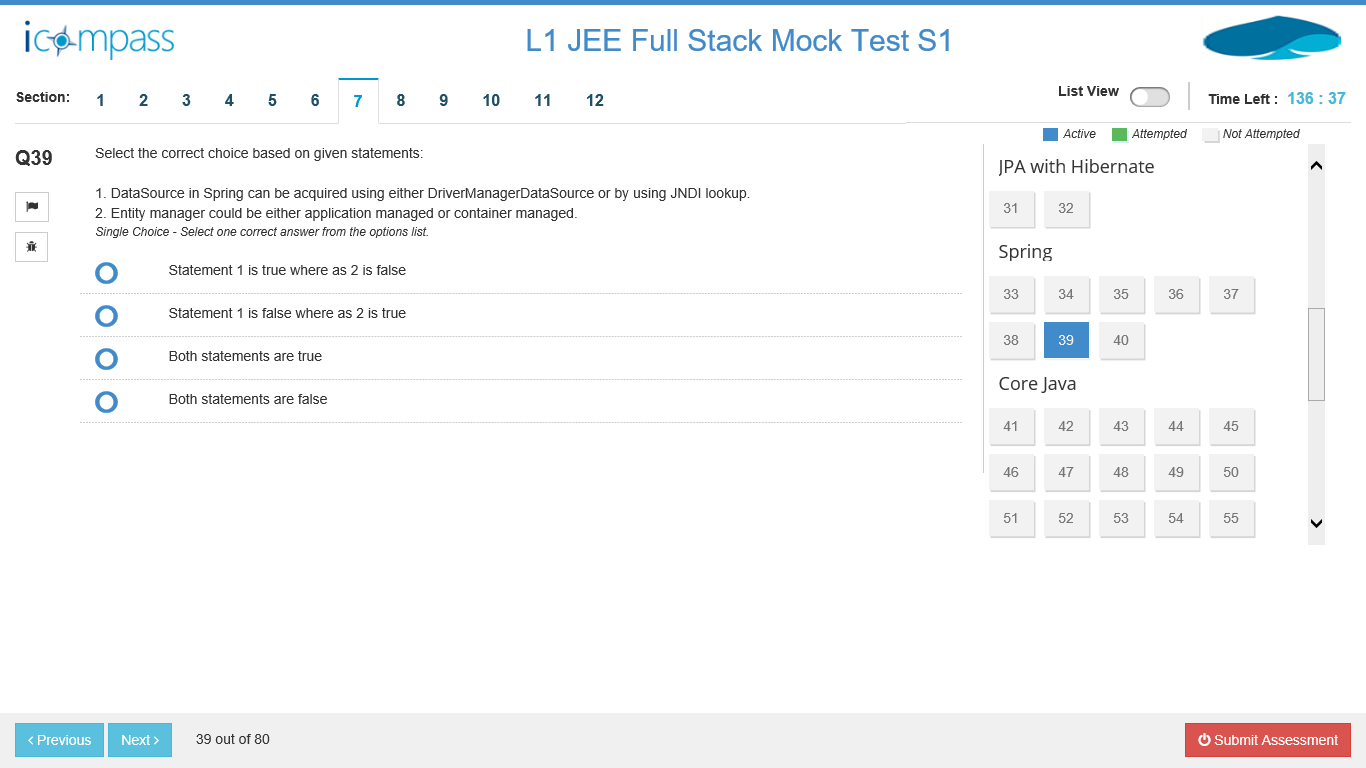 icompass
L1 JEE Full Stack Mock Test S1
Section: 1 2 3 4 5 6 7 8 9 10 11 12
List View
Time Left : 136 : 37
Active Attempted Not Attempted
Q39
Select the correct choice based on given statements:
1. DataSource in Spring can be acquired using either DriverManagerDataSource or by using JNDI lookup.
2. Entity manager could be either application managed or container managed.
Single Choice - Select one correct answer from the options list.
Statement 1 is true where as 2 is false
Statement 1 is false where as 2 is true
Both statements are true
Both statements are false
JPA with Hibernate
31 32
Spring
33 34 35 36 37
38 39 40
Core Java
41 42 43 44 45
46 47 48 49 50
51 52 53 54 55
‹ Previous
Next ›
39 out of 80
Submit Assessment